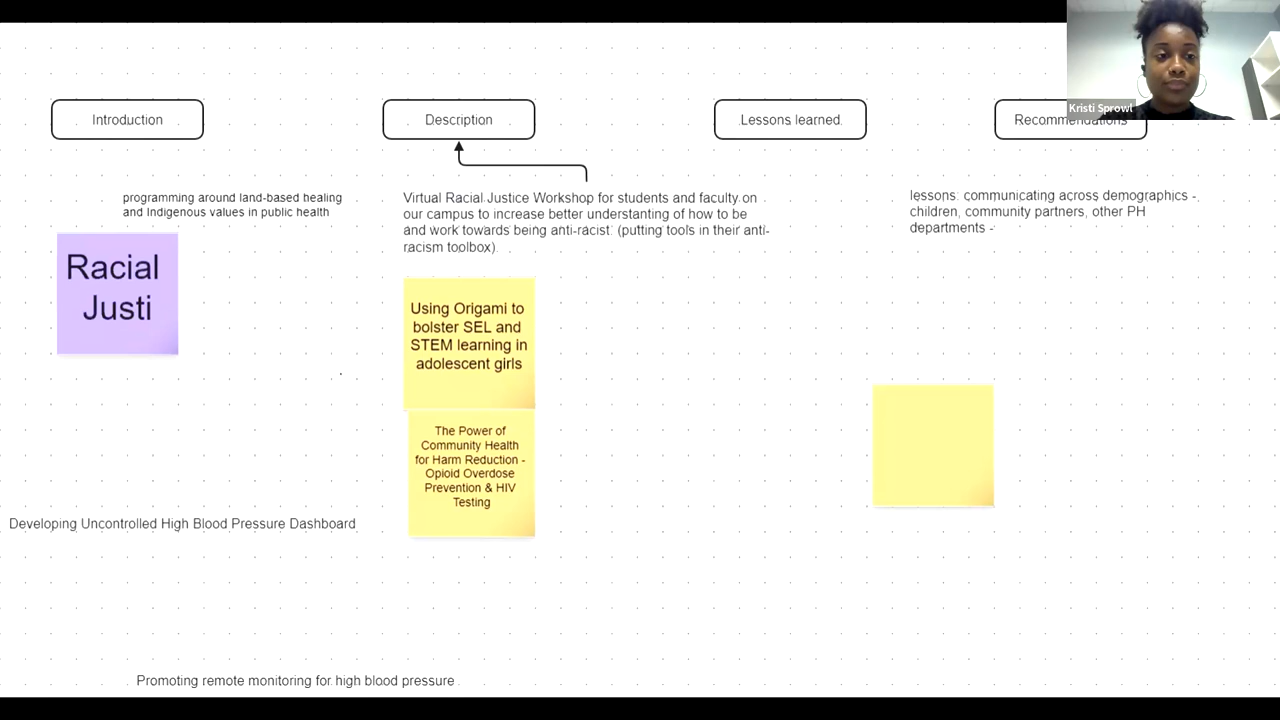 Kristi Sprowl
Introduction
Description
Lessons learned.
Recommendations
programming around land-based healing
and Indigenous values in public health
Virtual Racial Justice Workshop for students and faculty on
our campus to increase better understanding of how to be
and work towards being anti-racist: (putting tools in their anti-
racism toolbox).
lessons: communicating across demographics -
children, community partners, other PH
departments -
Racial
Justi
Using Origami to
bolster SEL and
STEM learning in
adolescent girls
The Power of
Community Health
for Harm Reduction -
Opioid Overdose
Prevention & HIV
Testing
Developing Uncontrolled High Blood Pressure Dashboard
Promoting remote monitoring for high blood pressure